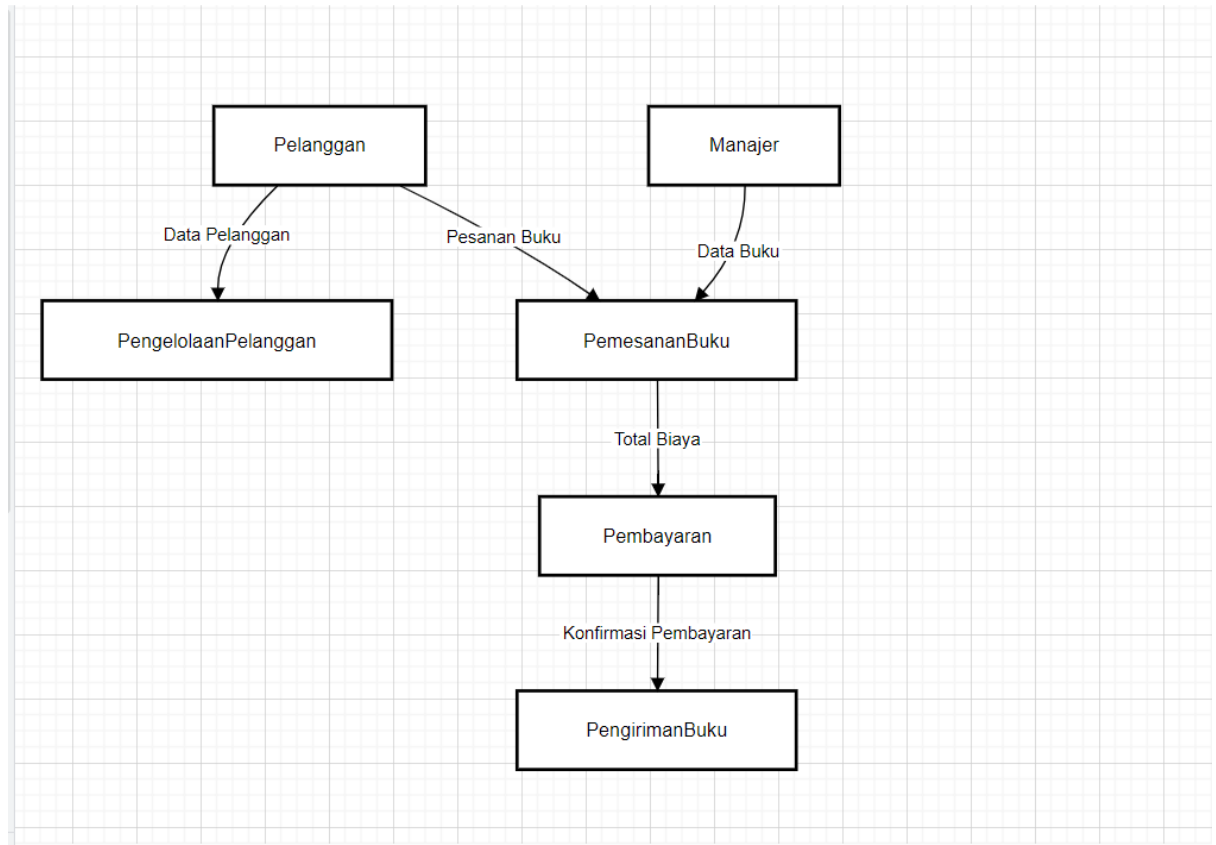 Pelanggan
Manajer
Data Pelanggan
Pesanan Buku
Data Buku
PengelolaanPelanggan
PemesananBuku
Total Biaya
Pembayaran
Konfirmasi Pembayaran
PengirimanBuku